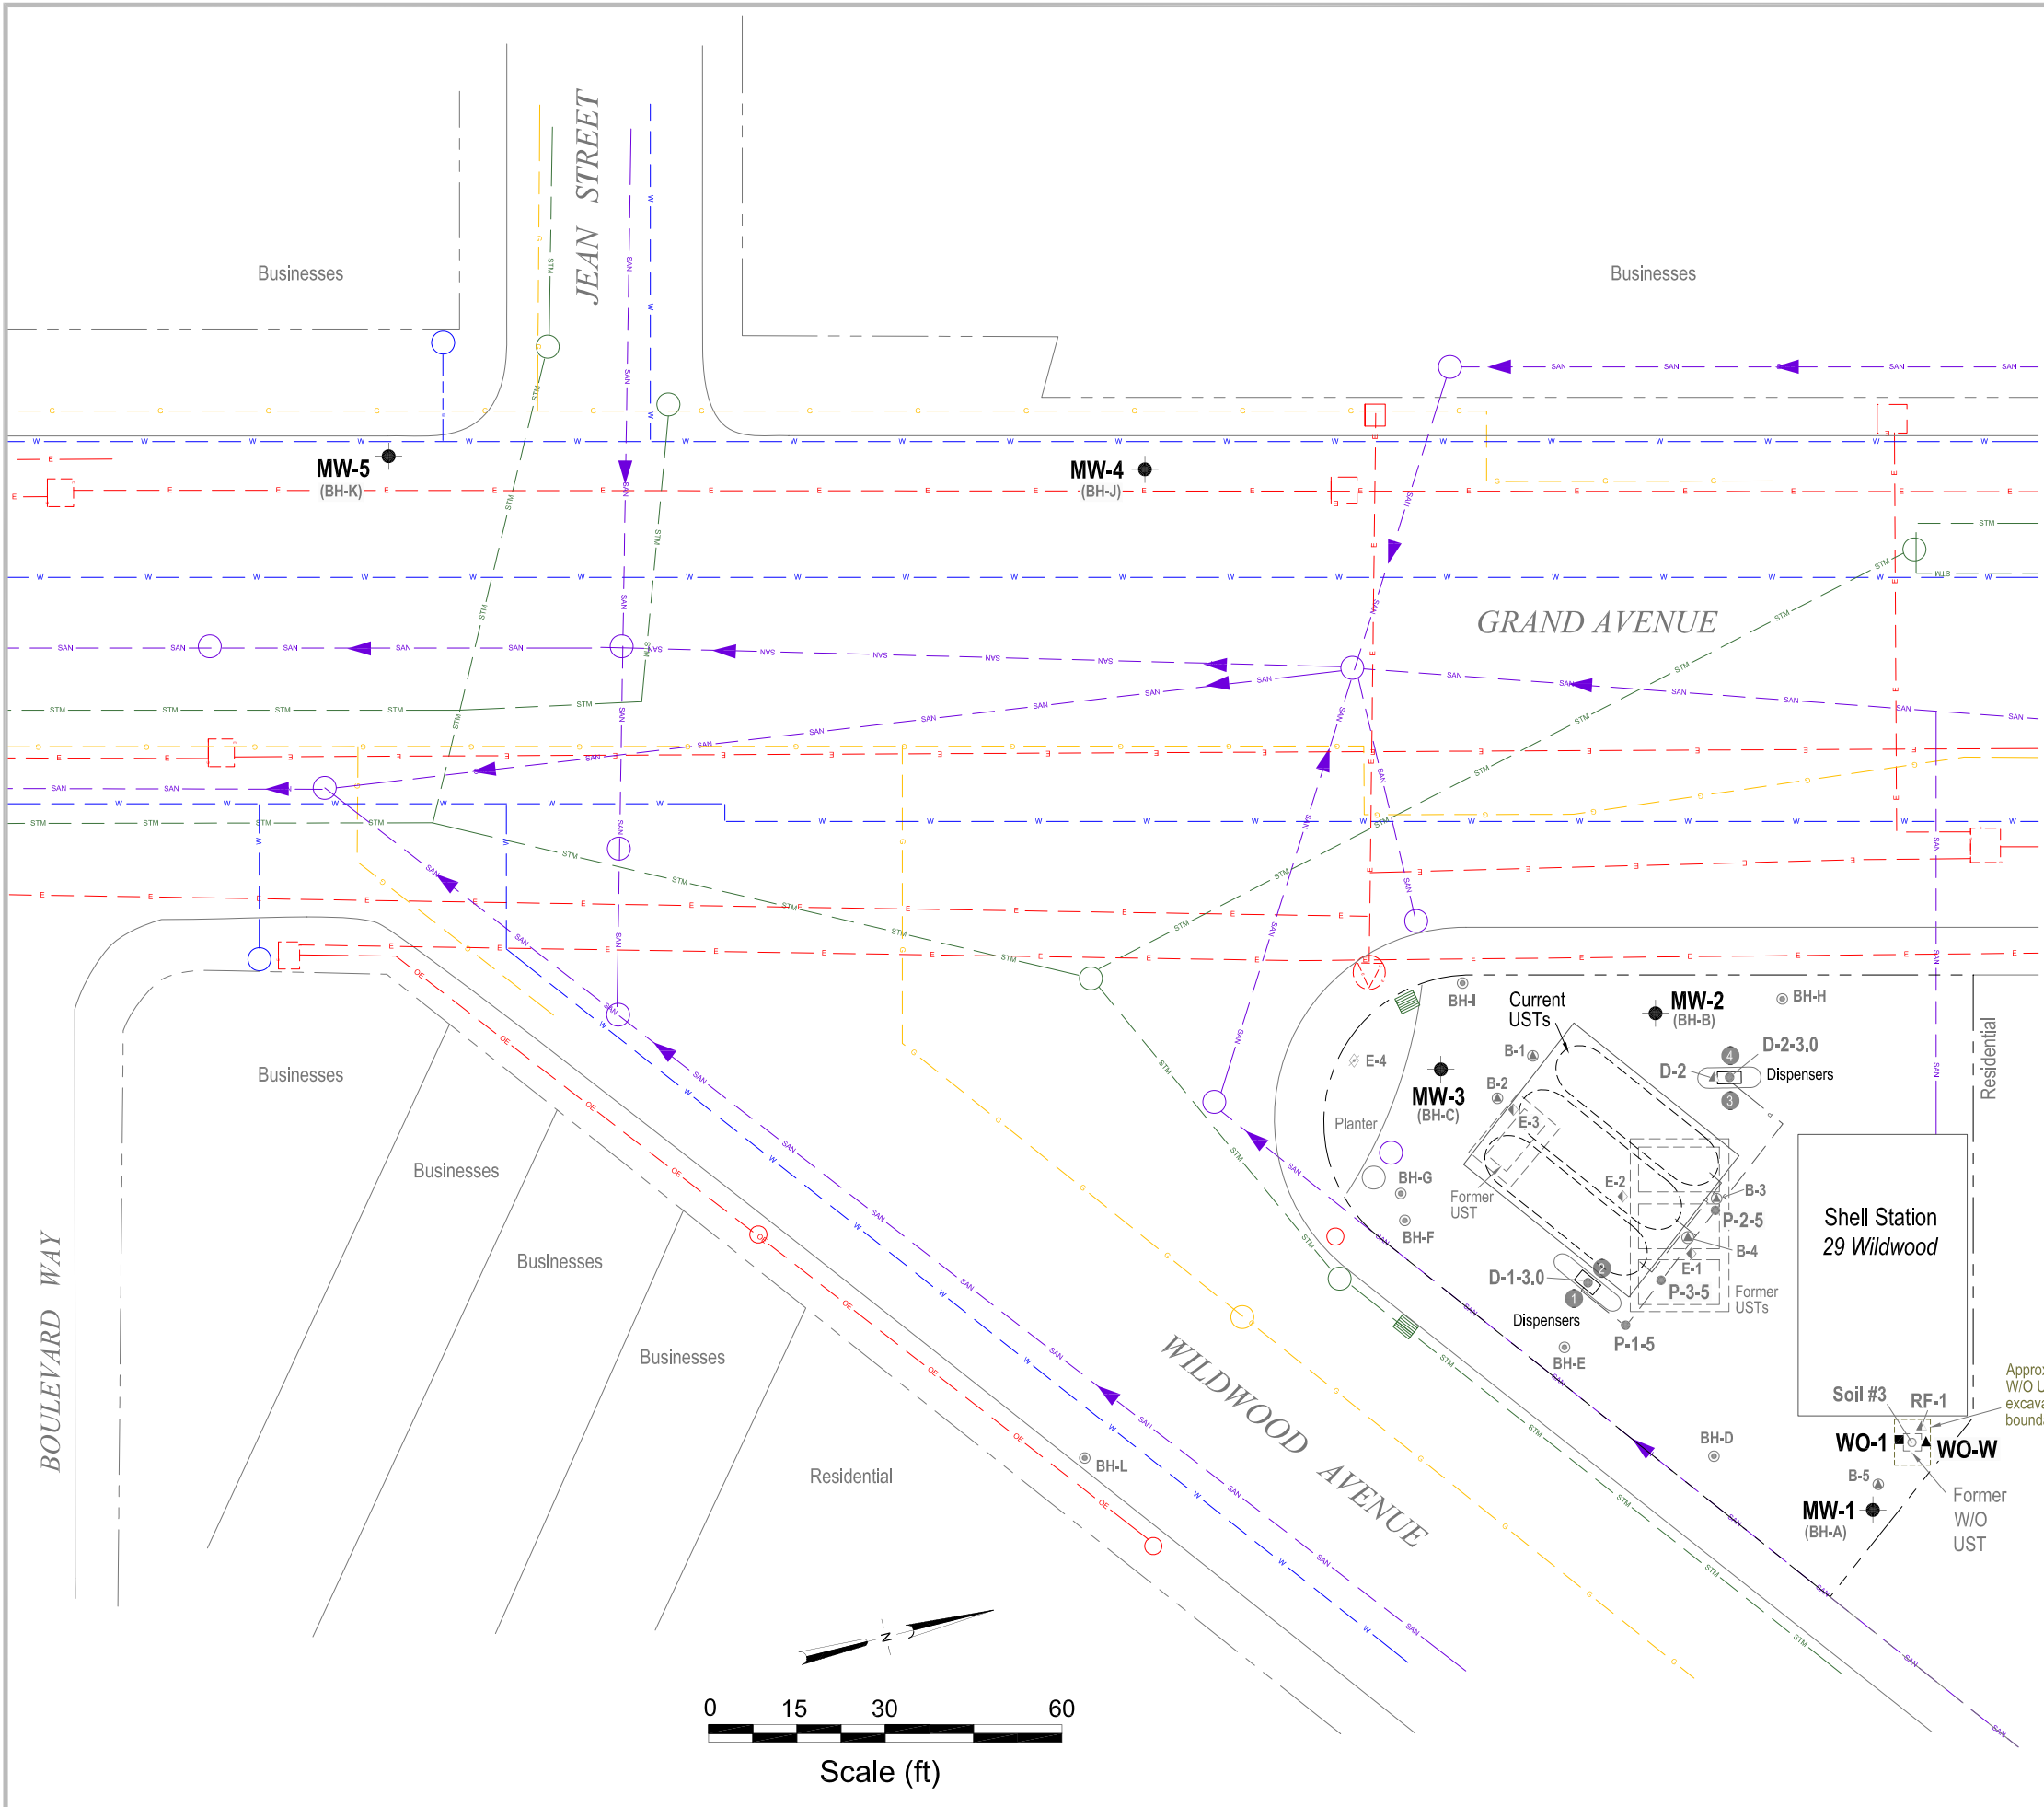 JEAN STREET
Businesses
Businesses
MW-5
(BH-K)
MW-4
(BH-J)
GRAND AVENUE
BH-I
Current
USTs
MW-2
(BH-B)
BH-H
Residential
E-4
B-1
4
D-2-3.0
D-2
Dispensers
3
MW-3
(BH-C)
B-2
E-3
P
Planter
BH-G
BH-F
Former
UST
E-2
B-3
P-2-5
B-4
E-1
P-3-5
D-1-3.0
2
1
Former
USTs
Dispensers
P-1-5
BH-E
Shell Station
29 Wildwood
Businesses
Businesses
Businesses
Businesses
Residential
BOULEVARD WAY
WILDWOOD AVENUE
BH-L
BH-D
Soil #3
RF-1
WO-1
WO-W
B-5
MW-1
(BH-A)
Former
W/O
UST
N
0 15 30 60
Scale (ft)